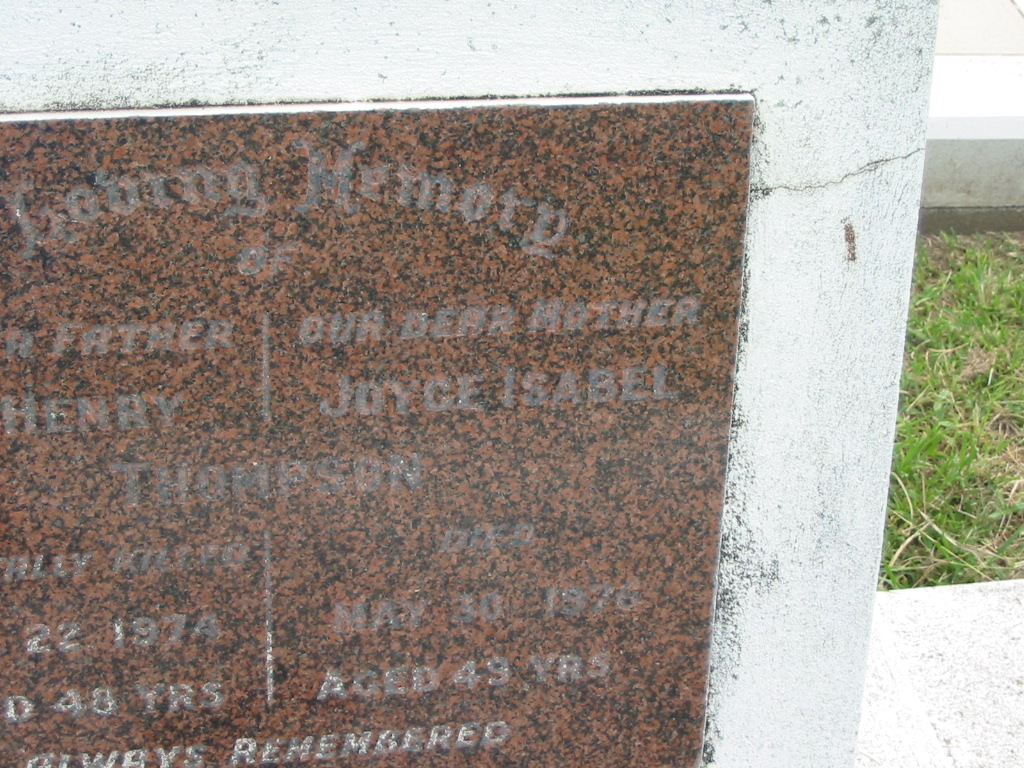 Loving Memory
OF
FATHER
OUR DEAR MOTHER
HENRY
JOYCE ISABEL
THOMPSON
ALLY KILLED
DIED
22 1974
MAY 30 1976
D 48 YRS
AGED 49 YRS
ALWAYS REMEMBERED